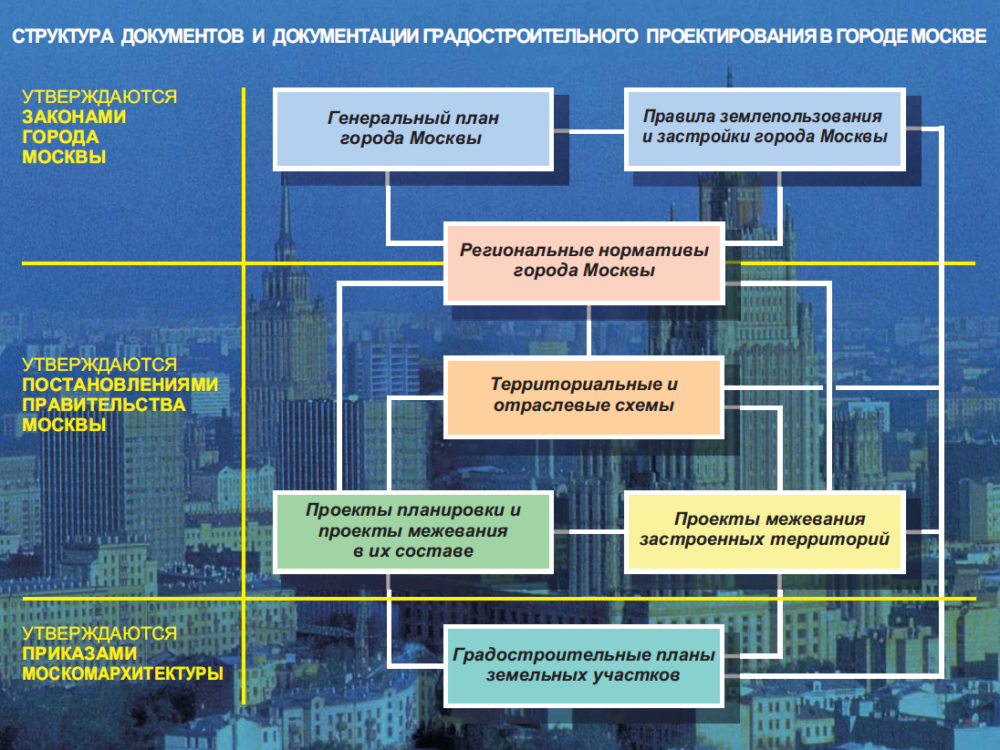 СТРУКТУРА ДОКУМЕНТОВ И ДОКУМЕНТАЦИИ ГРАДОСТРОИТЕЛЬНОГО ПРОЕКТИРОВАНИЯ В ГОРОДЕ МОСКВЕ
УТВЕРЖДАЮТСЯ
ЗАКОНАМИ
ГОРОДА
МОСКВЫ
Генеральный план
города Москвы
Правила землепользования
и застройки города Москвы
Региональные нормативы
города Москвы
УТВЕРЖДАЮТСЯ
ПОСТАНОВЛЕНИЯМИ
ПРАВИТЕЛЬСТВА
МОСКВЫ
Территориальные и
отраслевые схемы
Проекты планировки и
проекты межевания
в их составе
Проекты межевания
застроенных территорий
УТВЕРЖДАЮТСЯ
ПРИКАЗАМИ
МОСКОМАРХИТЕКТУРЫ
Градостроительные планы
земельных участков